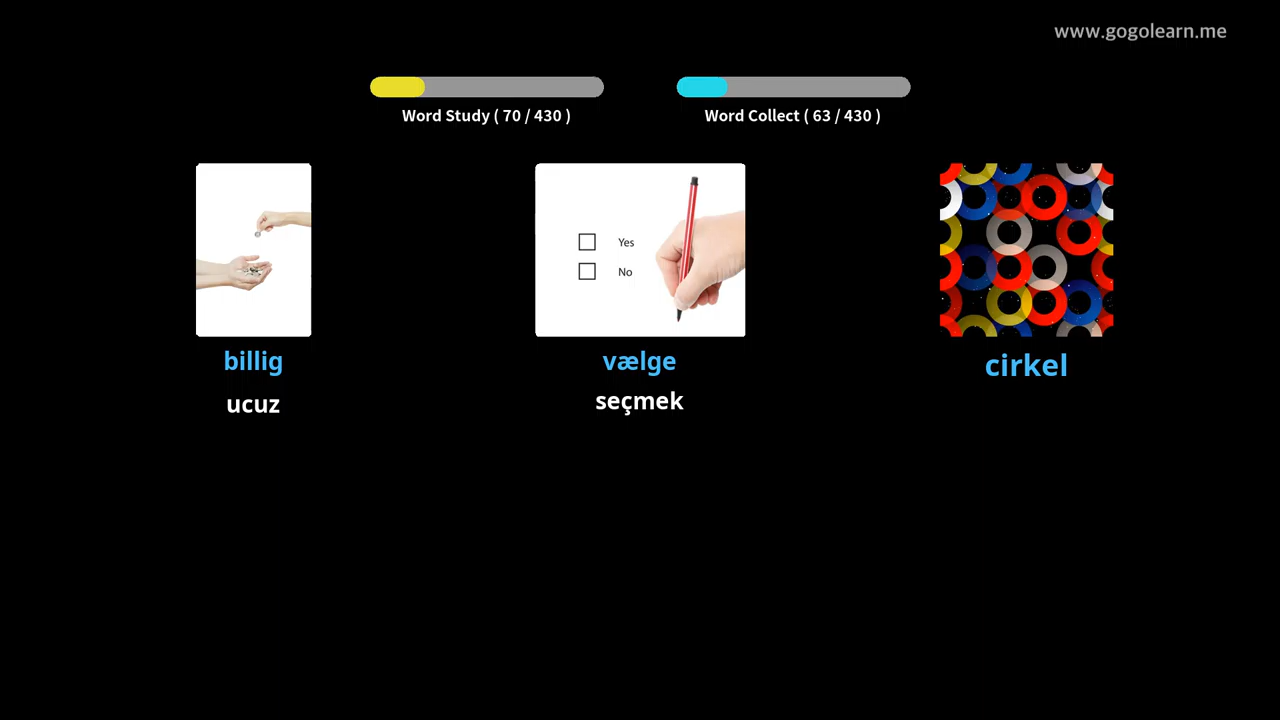 www.gogolearn.me
Word Study ( 70 / 430 )
Word Collect ( 63 / 430 )
Yes
No
billig
ucuz
vælge
seçmek
cirkel